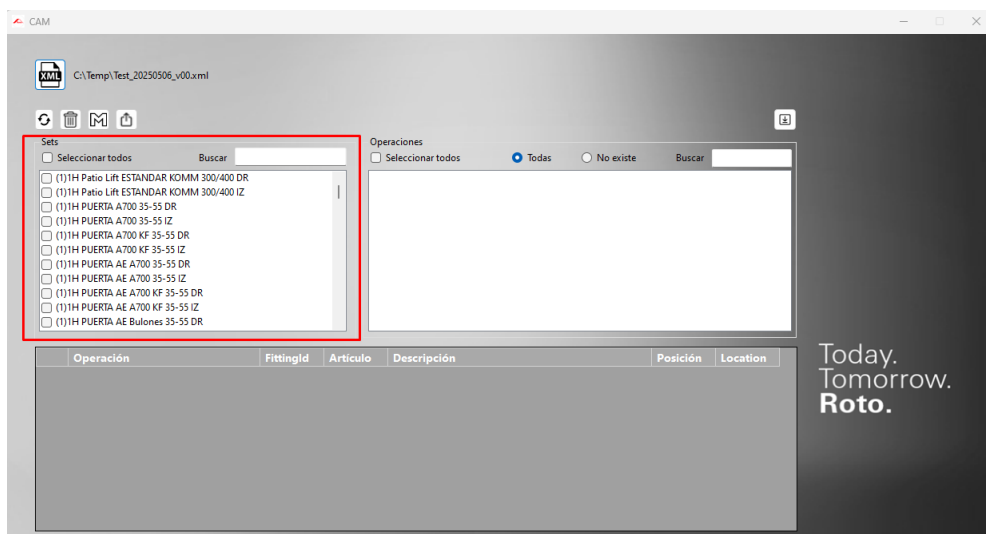 CAM
XML
C:\Temp\Test_20250506_v00.xml
Sets
Seleccionar todos Buscar
(1)1H Patio Lift ESTANDAR KOMM 300/400 DR
(1)1H Patio Lift ESTANDAR KOMM 300/400 IZ
(1)1H PUERTA A700 35-55 DR
(1)1H PUERTA A700 35-55 IZ
(1)1H PUERTA A700 KF 35-55 DR
(1)1H PUERTA A700 KF 35-55 IZ
(1)1H PUERTA AE A700 35-55 DR
(1)1H PUERTA AE A700 35-55 IZ
(1)1H PUERTA AE A700 KF 35-55 DR
(1)1H PUERTA AE A700 KF 35-55 IZ
(1)1H PUERTA AE Bulones 35-55 DR
Operaciones
Seleccionar todos Todas No existe Buscar
Operación FittingId Artículo Descripción Posición Location
Today.
Tomorrow.
Roto.